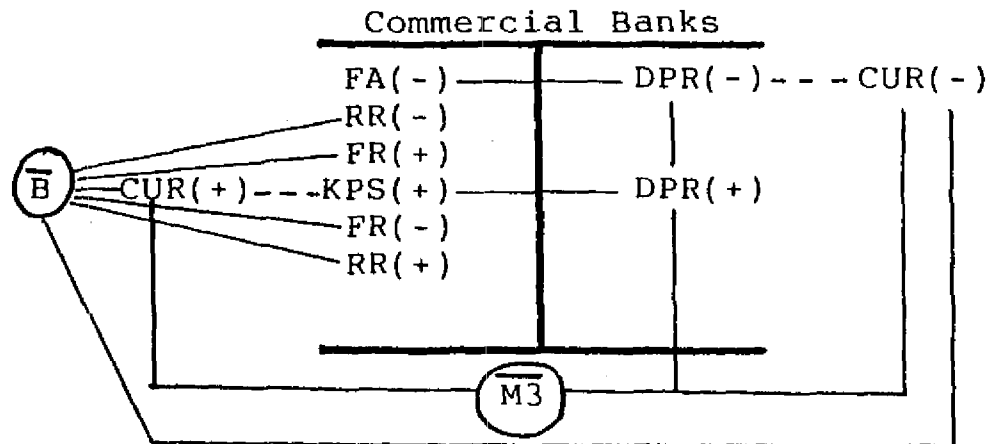 Commercial Banks
FA(-) DPR(-) CUR(-)
RR(-)
FR(+)
B CUR(+) KPS(+) DPR(+)
FR(-)
RR(+)
M3